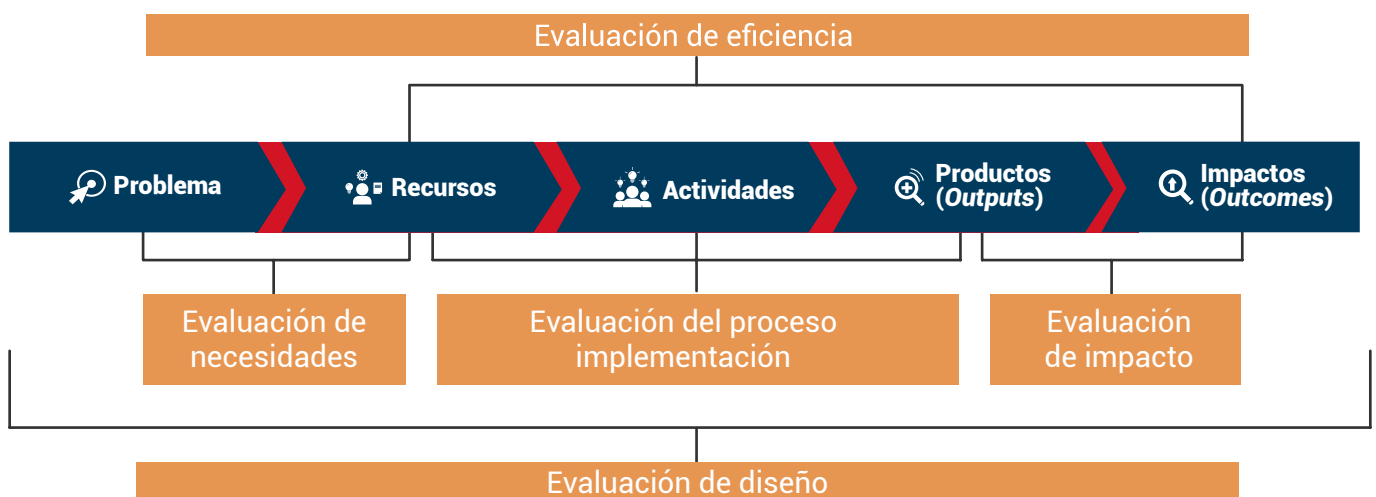 Evaluación de eficiencia
Problema
Recursos
Actividades
Productos
(Outputs)
Impactos
(Outcomes)
Evaluación de
necesidades
Evaluación del proceso
implementación
Evaluación
de impacto
Evaluación de diseño